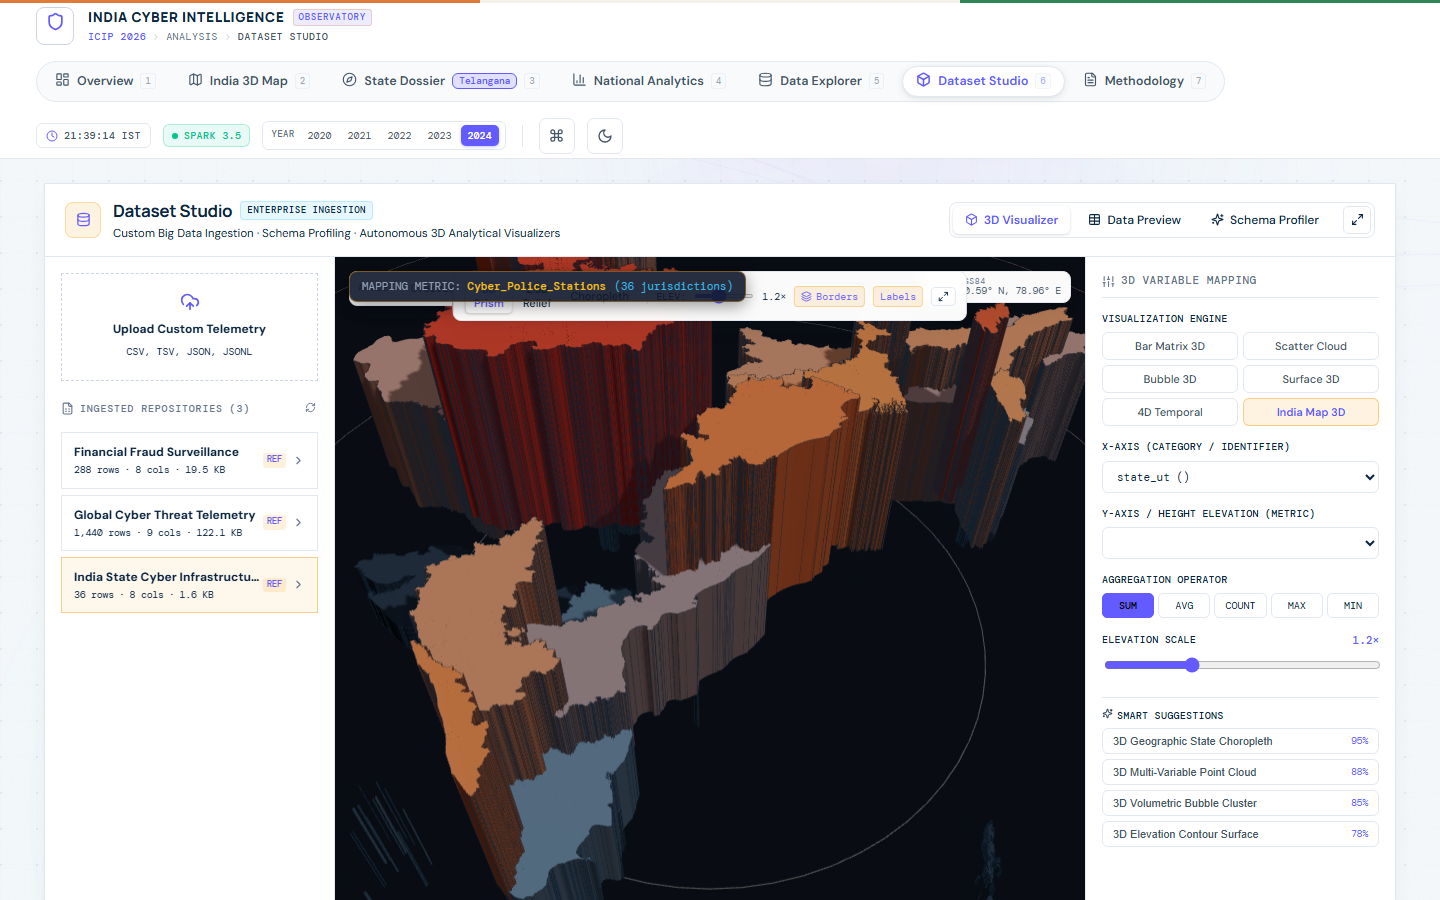 INDIA CYBER INTELLIGENCE OBSERVATORY
ICIP 2026 › ANALYSIS › DATASET STUDIO
Overview 1 India 3D Map 2 State Dossier Telangana 3 National Analytics 4 Data Explorer 5 Dataset Studio 6 Methodology 7
21:39:14 IST SPARK 3.5 YEAR 2020 2021 2022 2023 2024 ⌘
Dataset Studio ENTERPRISE INGESTION
Custom Big Data Ingestion · Schema Profiling · Autonomous 3D Analytical Visualizers
3D Visualizer Data Preview Schema Profiler
Upload Custom Telemetry
CSV, TSV, JSON, JSONL
INGESTED REPOSITORIES (3)
Financial Fraud Surveillance REF
288 rows · 8 cols · 19.5 KB
Global Cyber Threat Telemetry REF
1,440 rows · 9 cols · 122.1 KB
India State Cyber Infrastructu... REF
36 rows · 8 cols · 1.6 KB
MAPPING METRIC: Cyber_Police_Stations (36 jurisdictions)
Prism Relief 1.2× Borders Labels
78.96° E
3D VARIABLE MAPPING
VISUALIZATION ENGINE
Bar Matrix 3D Scatter Cloud
Bubble 3D Surface 3D
4D Temporal India Map 3D
X-AXIS (CATEGORY / IDENTIFIER)
state_ut ()
Y-AXIS / HEIGHT ELEVATION (METRIC)
AGGREGATION OPERATOR
SUM AVG COUNT MAX MIN
ELEVATION SCALE 1.2×
SMART SUGGESTIONS
3D Geographic State Choropleth 95%
3D Multi-Variable Point Cloud 88%
3D Volumetric Bubble Cluster 85%
3D Elevation Contour Surface 78%